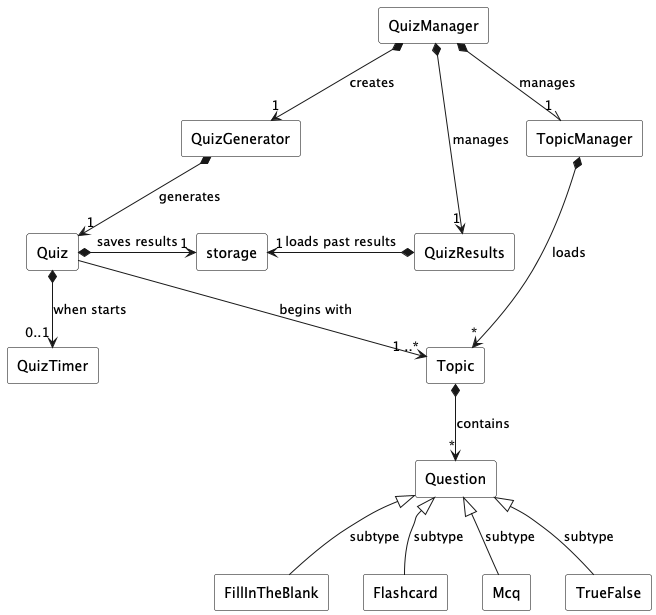 QuizManager
creates
manages
1
1
QuizGenerator
manages
TopicManager
generates
1
1
Quiz
saves results
1
storage
1
loads past results
QuizResults
loads
when starts
begins with
0..1
1..*
*
QuizTimer
Topic
contains
*
Question
subtype
subtype
subtype
subtype
FillInTheBlank
Flashcard
Mcq
TrueFalse